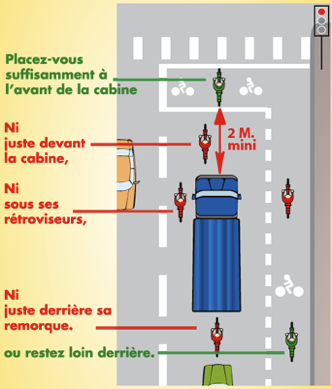 Placez-vous
suffisamment à
l'avant de la cabine
Ni
juste devant
la cabine,
2 M.
mini
Ni
sous ses
rétroviseurs,
Ni
juste derrière sa
remorque.
ou restez loin derrière.